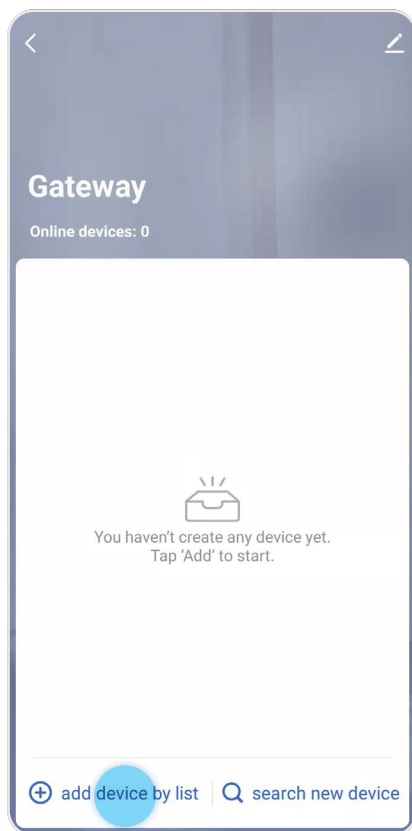 Gateway
Online devices: 0
You haven't create any device yet.
Tap ‘Add’ to start.
add device by list
search new device